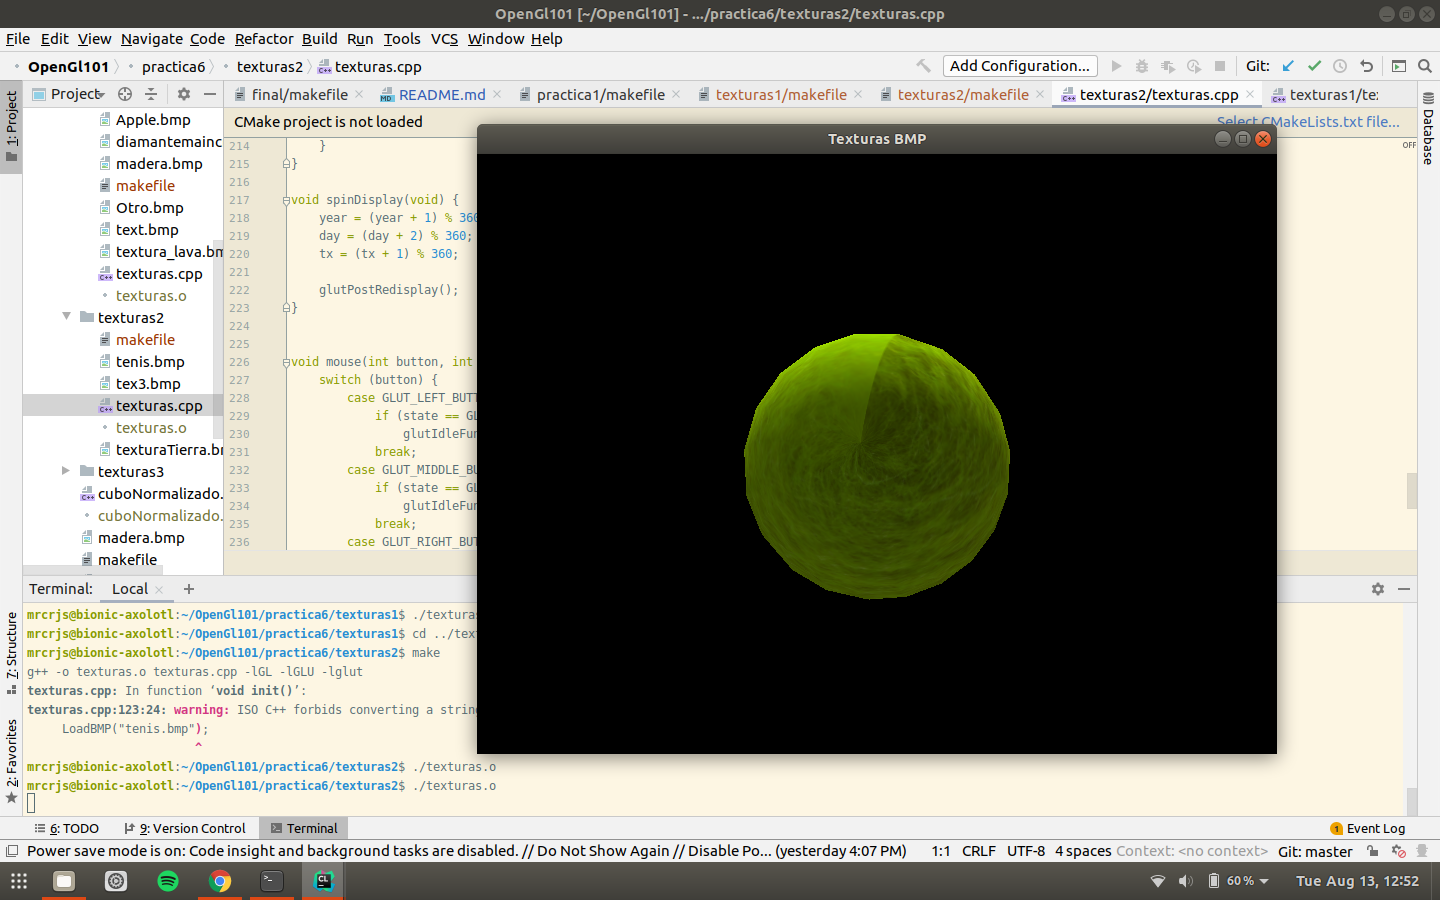 OpenGl101 [~/OpenGl101] - .../practica6/texturas2/texturas.cpp
File Edit View Navigate Code Refactor Build Run Tools VCS Window Help
OpenGl101 practica6 texturas2 texturas.cpp Add Configuration... Git:
1: Project
Project
final/makefile README.md practica1/makefile texturas1/makefile texturas2/makefile texturas2/texturas.cpp texturas1/te
CMake project is not loaded
Select CMakeLists.txt file...
Database
OFF
Apple.bmp
diamantemainc
madera.bmp
makefile
Otro.bmp
text.bmp
textura_lava.bm
texturas.cpp
texturas.o
texturas2
makefile
tenis.bmp
tex3.bmp
texturas.cpp
texturas.o
texturaTierra.b
texturas3
cuboNormalizado.
cuboNormalizado.
madera.bmp
makefile
214 }
215 }
216
217 void spinDisplay(void) {
218 year = (year + 1) % 360
219 day = (day + 2) % 360;
220 tx = (tx + 1) % 360;
221
222 glutPostRedisplay();
223 }
224
225
226 void mouse(int button, int
227 switch (button) {
228 case GLUT_LEFT_BUTT
229 if (state == GL
230 glutIdleFun
231 break;
232 case GLUT_MIDDLE_BU
233 if (state == GL
234 glutIdleFun
235 break;
236 case GLUT_RIGHT_BUT
Texturas BMP
Terminal: Local
7: Structure
2: Favorites
mrcrjs@bionic-axolotl:~/OpenGl101/practica6/texturas1$ ./textura
mrcrjs@bionic-axolotl:~/OpenGl101/practica6/texturas1$ cd ../text
mrcrjs@bionic-axolotl:~/OpenGl101/practica6/texturas2$ make
g++ -o texturas.o texturas.cpp -lGL -lGLU -lglut
texturas.cpp: In function ‘void init()’:
texturas.cpp:123:24: warning: ISO C++ forbids converting a string
LoadBMP("tenis.bmp");
^
mrcrjs@bionic-axolotl:~/OpenGl101/practica6/texturas2$ ./texturas.o
mrcrjs@bionic-axolotl:~/OpenGl101/practica6/texturas2$ ./texturas.o
6: TODO 9: Version Control Terminal 1 Event Log
Power save mode is on: Code insight and background tasks are disabled. // Do Not Show Again // Disable Po... (yesterday 4:07 PM) 1:1 CRLF UTF-8 4 spaces Context: <no context> Git: master
60 % Tue Aug 13, 12:52